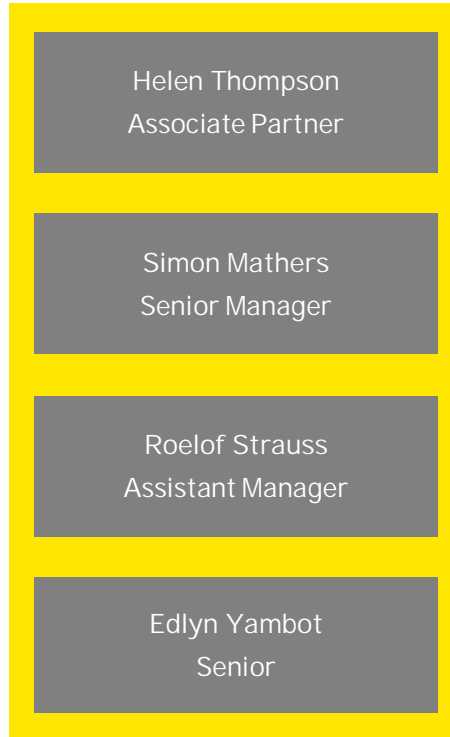 Helen Thompson
Associate Partner
Simon Mathers
Senior Manager
Roelof Strauss
Assistant Manager
Edlyn Yambot
Senior